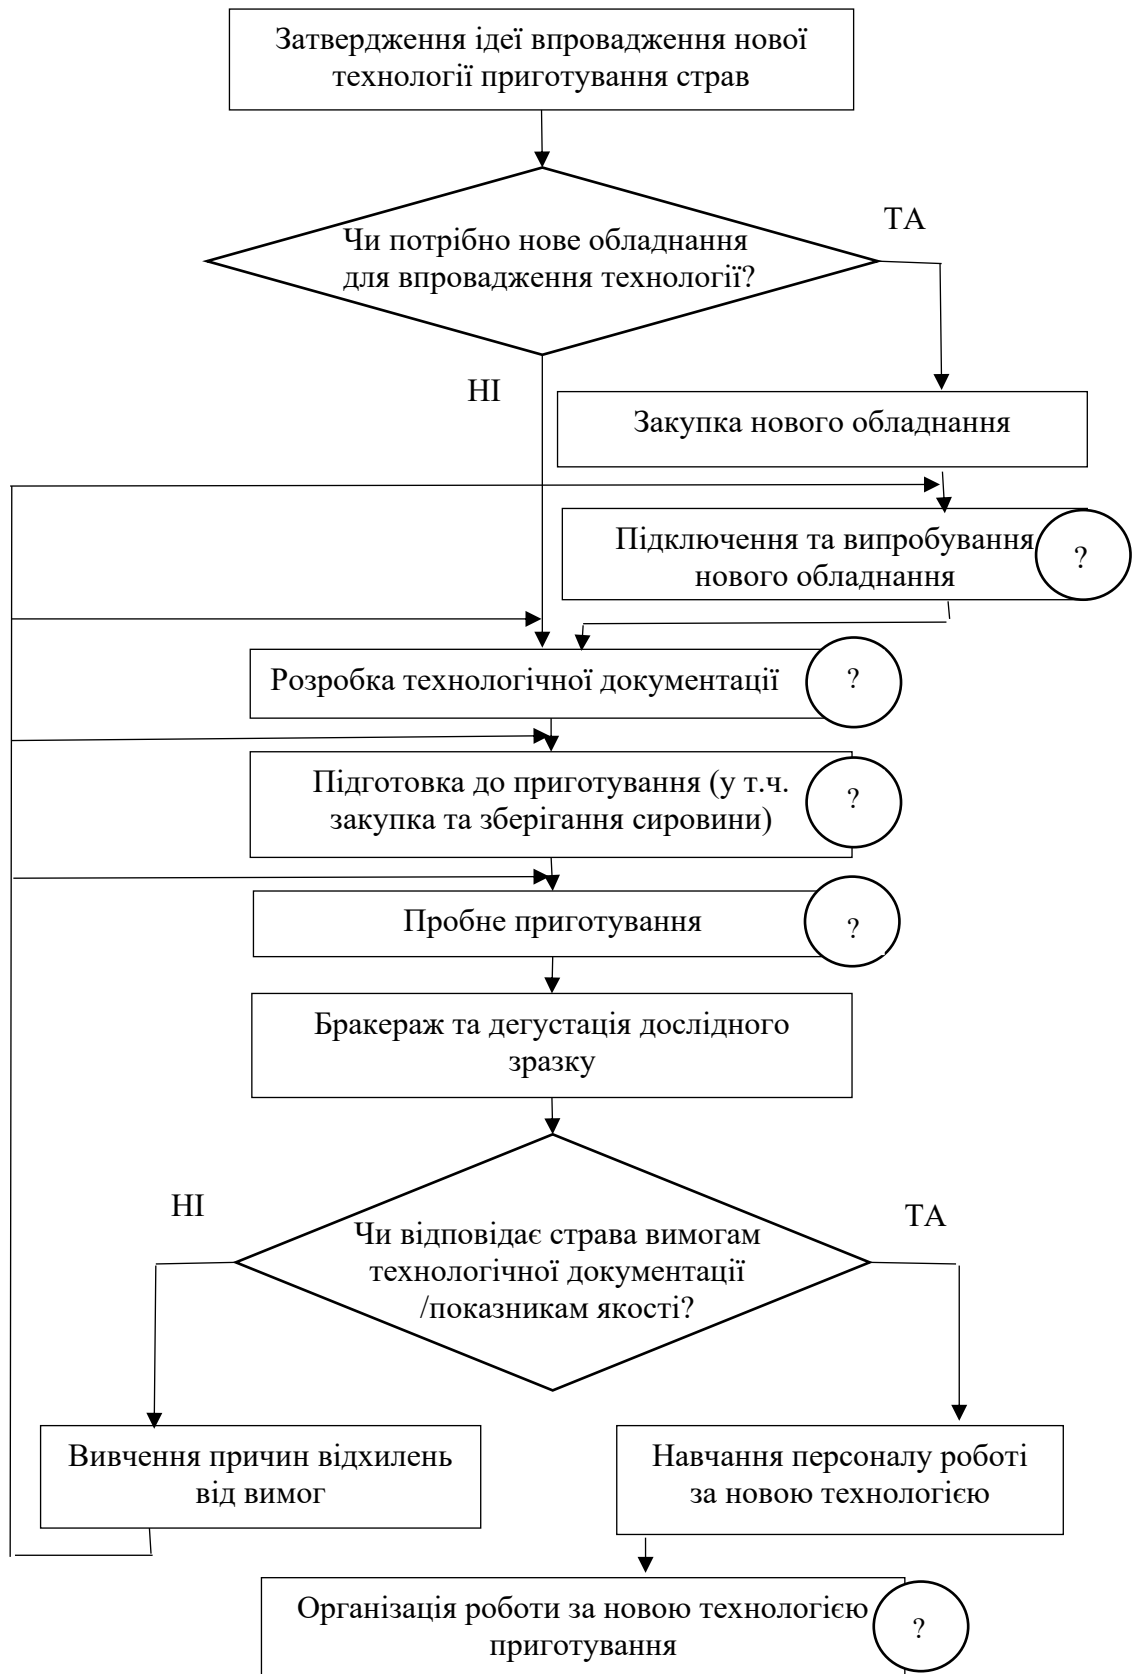 Затвердження ідеї впровадження нової
технології приготування страв
ТА
Чи потрібно нове обладнання
для впровадження технології?
НІ
Закупка нового обладнання
Підключення та випробування
нового обладнання
?
Розробка технологічної документації
?
Підготовка до приготування (у т.ч.
закупка та зберігання сировини)
?
Пробне приготування
?
Бракераж та дегустація дослідного
зразку
НІ
ТА
Чи відповідає страва вимогам
технологічної документації
/показникам якості?
Вивчення причин відхилень
від вимог
Навчання персоналу роботі
за новою технологією
Організація роботи за новою технологією
приготування
?